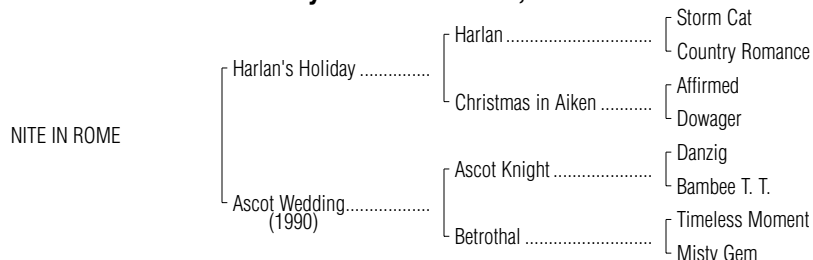 Storm Cat
Harlan
Country Romance
Harlan's Holiday
Affirmed
Christmas in Aiken
Dowager
NITE IN ROME
Danzig
Ascot Knight
Bambee T. T.
Ascot Wedding
(1990)
Timeless Moment
Betrothal
Misty Gem